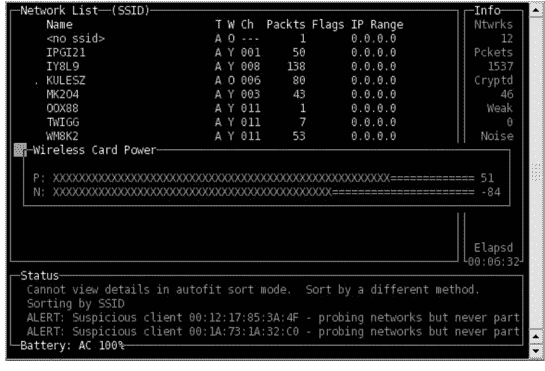 Network List—(SSID)
Name T W Ch Packts Flags IP Range
<no ssid> A O --- 1 0.0.0.0
IPGI21 A Y 001 50 0.0.0.0
IY8L9 A Y 008 138 0.0.0.0
. KULESZ A O 006 80 0.0.0.0
MK2O4 A Y 003 43 0.0.0.0
OOX88 A Y 011 1 0.0.0.0
TWIGG A Y 011 7 0.0.0.0
WM8K2 A Y 011 53 0.0.0.0
Info
Ntwrks
12
Pckets
1537
Cryptd
46
Weak
0
Noise
Wireless Card Power
P: XXXXXXXXXXXXXXXXXXXXXXXXXXXXXXXXXXXXXXXXXXXXXXXXXXXX============= 51
N: XXXXXXXXXXXXXXXXXXXXXXXXXXXXXXXXXXXXXXXXXXX====================== -84
Elapsd
00:06:32
Status
Cannot view details in autofit sort mode. Sort by a different method.
Sorting by SSID
ALERT: Suspicious client 00:12:17:85:3A:4F - probing networks but never part
ALERT: Suspicious client 00:1A:73:1A:32:C0 - probing networks but never part
Battery: AC 100%